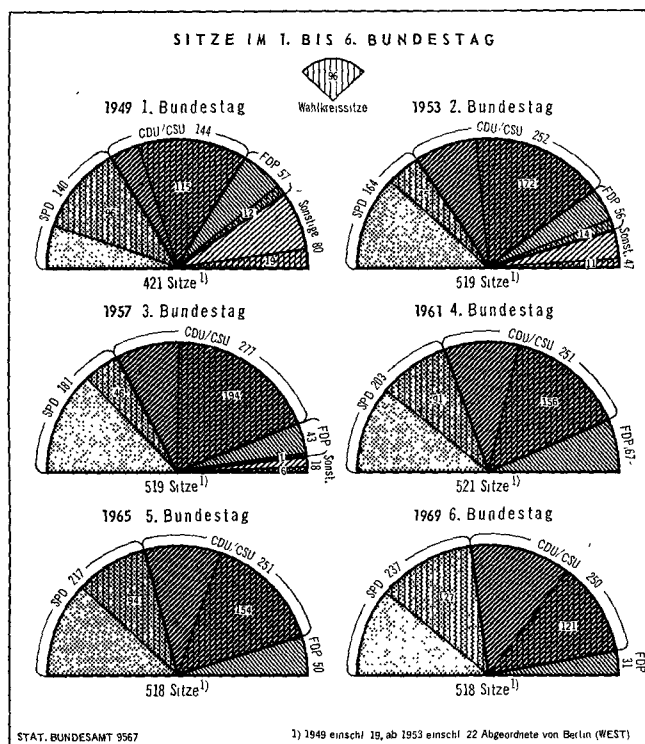 SITZE IM 1. BIS 6. BUNDESTAG
96
Wahlkreissitze
1949 1. Bundestag
SPD 140
CDU/CSU 144
FDP 57
Sonstige 80
115
12
421 Sitze 1)
1953 2. Bundestag
SPD 164
CDU/CSU 252
FDP 56
Sonst. 47
14
11
519 Sitze 1)
1957 3. Bundestag
SPD 181
CDU/CSU 277
FDP 43
Sonst. 18
194
1
6
519 Sitze 1)
1961 4. Bundestag
SPD 203
CDU/CSU 251
FDP 67
91
156
521 Sitze 1)
1965 5. Bundestag
SPD 217
CDU/CSU 251
FDP 50
94
154
518 Sitze 1)
1969 6. Bundestag
SPD 237
CDU/CSU 250
FDP 31
127
121
518 Sitze 1)
STAT. BUNDESAMT 9567
1) 1949 einschl 19, ab 1953 einschl 22 Abgeordnete von Berlin (WEST)